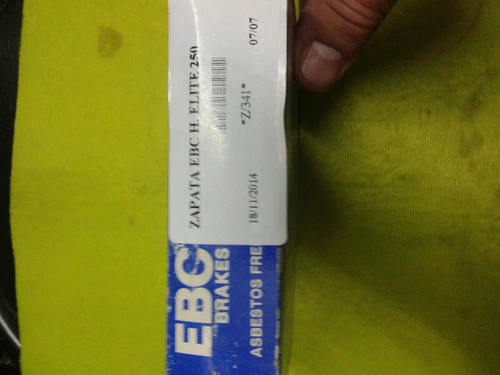 ZAPATA EBC H. ELITE 250
*Z/341*
18/11/2014
07/07
EBC
BRAKES
ASBESTOS FRE